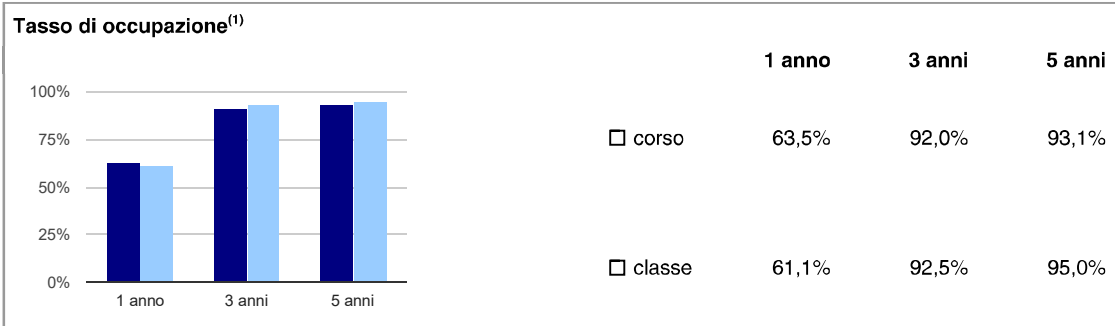 Tasso di occupazione(1)
1 anno 3 anni 5 anni
100%
75%
50%
25%
0%
1 anno 3 anni 5 anni
corso 63,5% 92,0% 93,1%
classe 61,1% 92,5% 95,0%